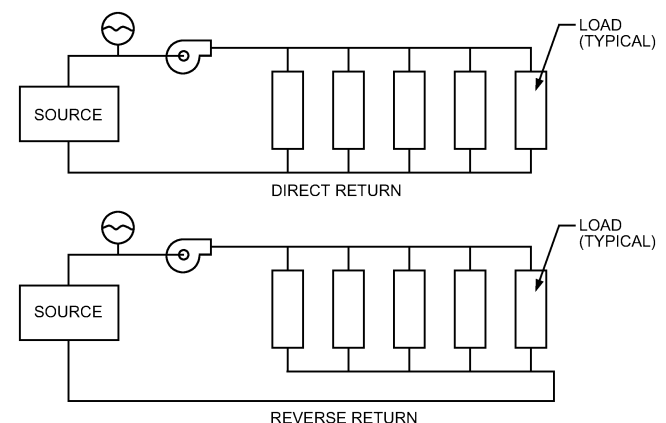 LOAD
(TYPICAL)
SOURCE
DIRECT RETURN
LOAD
(TYPICAL)
SOURCE
REVERSE RETURN